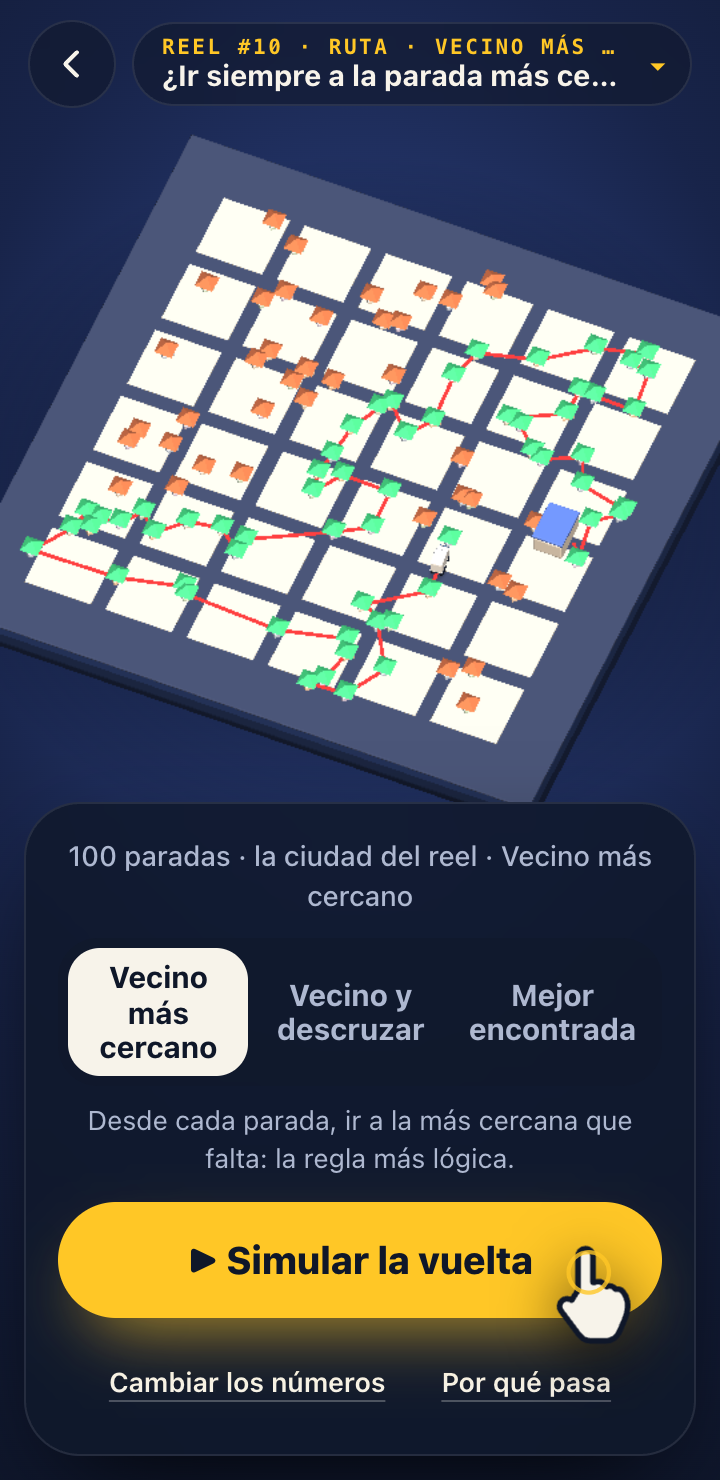 REEL #10 · RUTA · VECINO MÁS …
¿Ir siempre a la parada más ce...
100 paradas · la ciudad del reel · Vecino más
cercano
Vecino
más
cercano
Vecino y
descruzar
Mejor
encontrada
Desde cada parada, ir a la más cercana que
falta: la regla más lógica.
Simular la vuelta
Cambiar los números
Por qué pasa